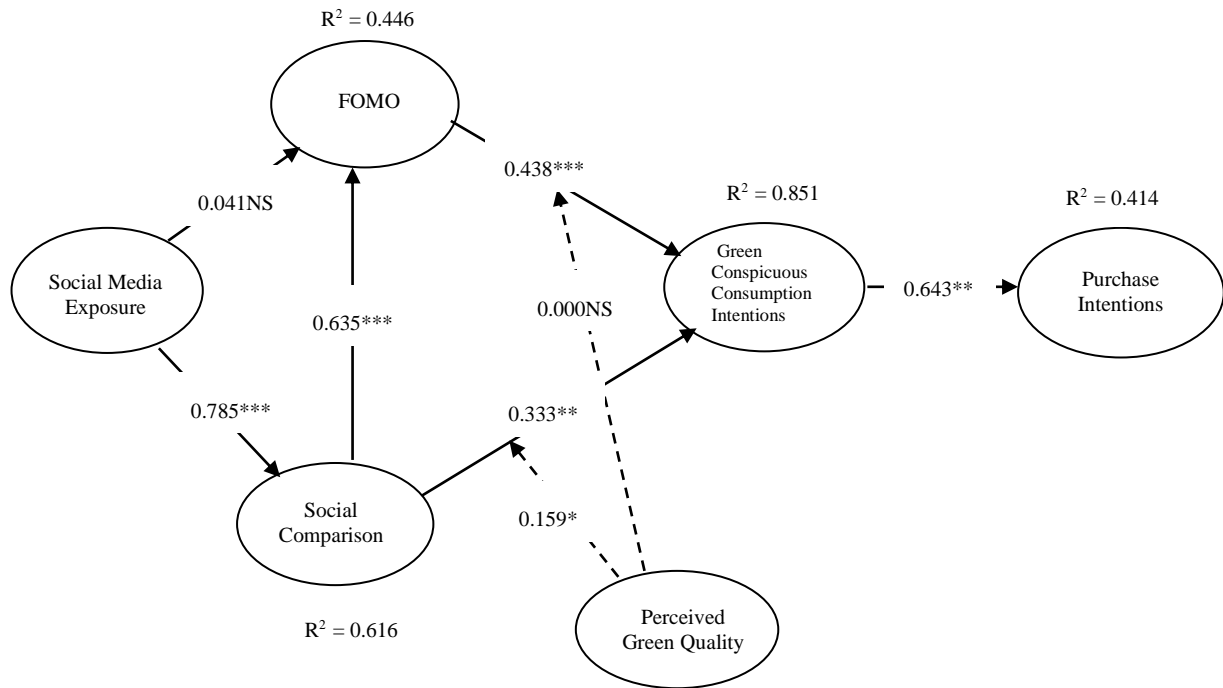 R² = 0.446
FOMO
0.438***
R² = 0.851
R² = 0.414
0.041NS
Social Media
Exposure
Green
Conspicuous
Consumption
Intentions
0.643**
Purchase
Intentions
0.635***
0.000NS
0.785***
0.333**
Social
Comparison
0.159*
R² = 0.616
Perceived
Green Quality